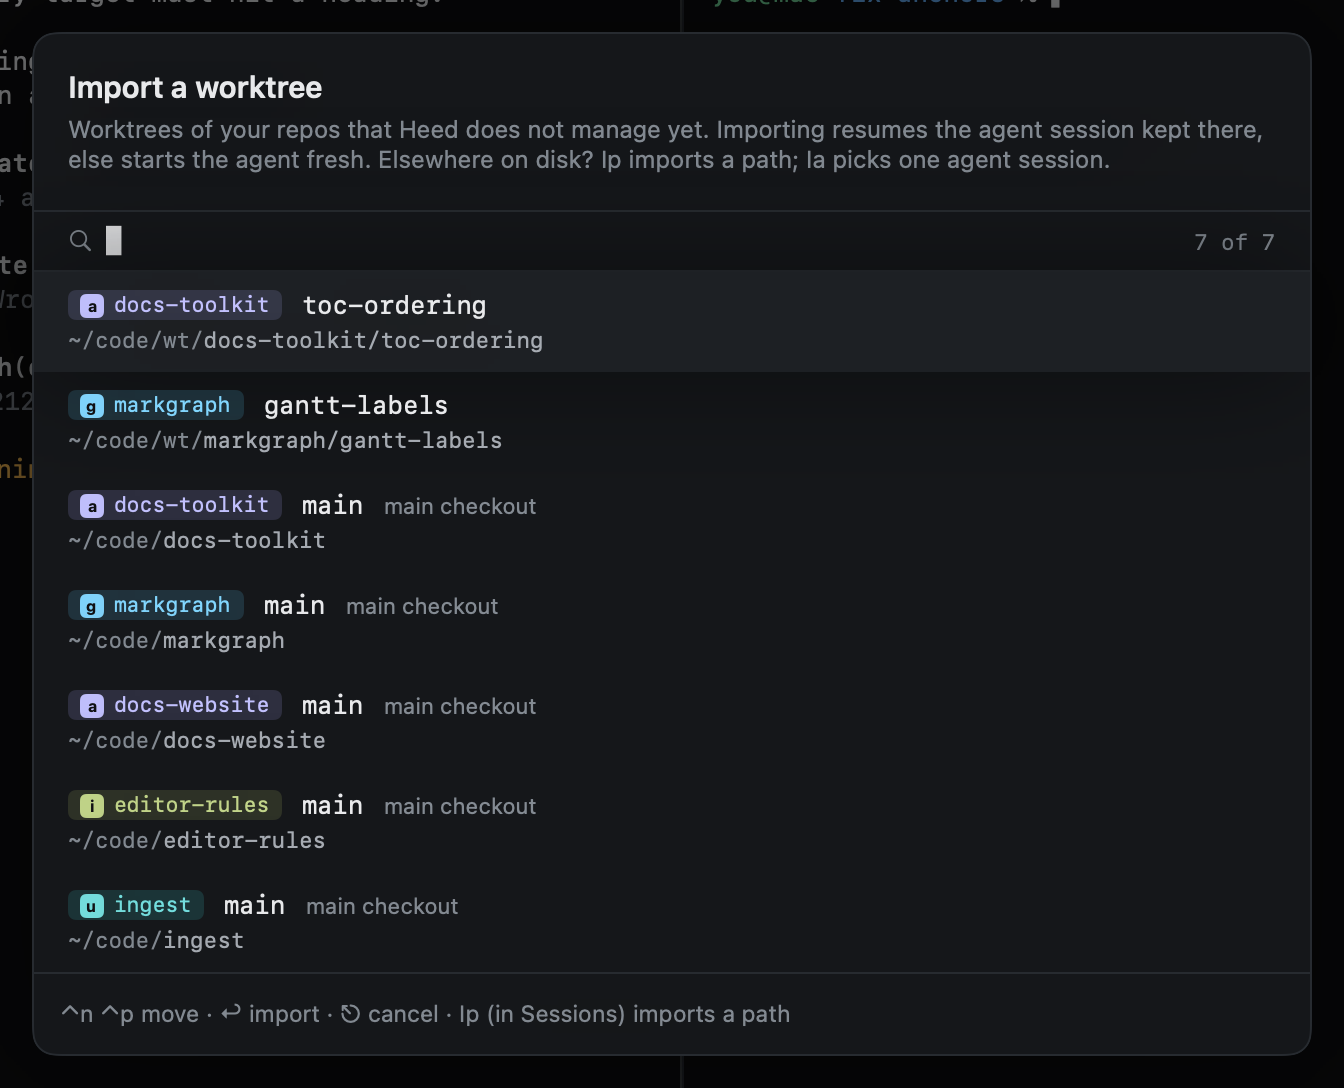 Import a worktree
Worktrees of your repos that Heed does not manage yet. Importing resumes the agent session kept there,
else starts the agent fresh. Elsewhere on disk? Ip imports a path; Ia picks one agent session.
7 of 7
a docs-toolkit toc-ordering
~/code/wt/docs-toolkit/toc-ordering
g markgraph gantt-labels
~/code/wt/markgraph/gantt-labels
a docs-toolkit main main checkout
~/code/docs-toolkit
g markgraph main main checkout
~/code/markgraph
a docs-website main main checkout
~/code/docs-website
i editor-rules main main checkout
~/code/editor-rules
u ingest main main checkout
~/code/ingest
^n ^p move · ↩ import · ⎋ cancel · Ip (in Sessions) imports a path